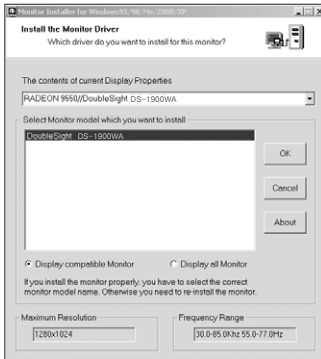 Monitor Installer for Windows95/98/Me/2000/XP
Install the Monitor Driver
Which driver do you want to install for this monitor?
The contents of current Display Properties
RADEON 9550//DoubleSight DS-1900WA
Select Monitor model which you want to install
DoubleSight DS-1900WA
OK
Cancel
About
Display compatible Monitor
Display all Monitor
If you install the monitor properly, you have to select the correct
monitor model name. Otherwise you need to re-install the monitor.
Maximum Resolution
1280x1024
Frequency Range
30.0-85.0Khz 55.0-77.0Hz